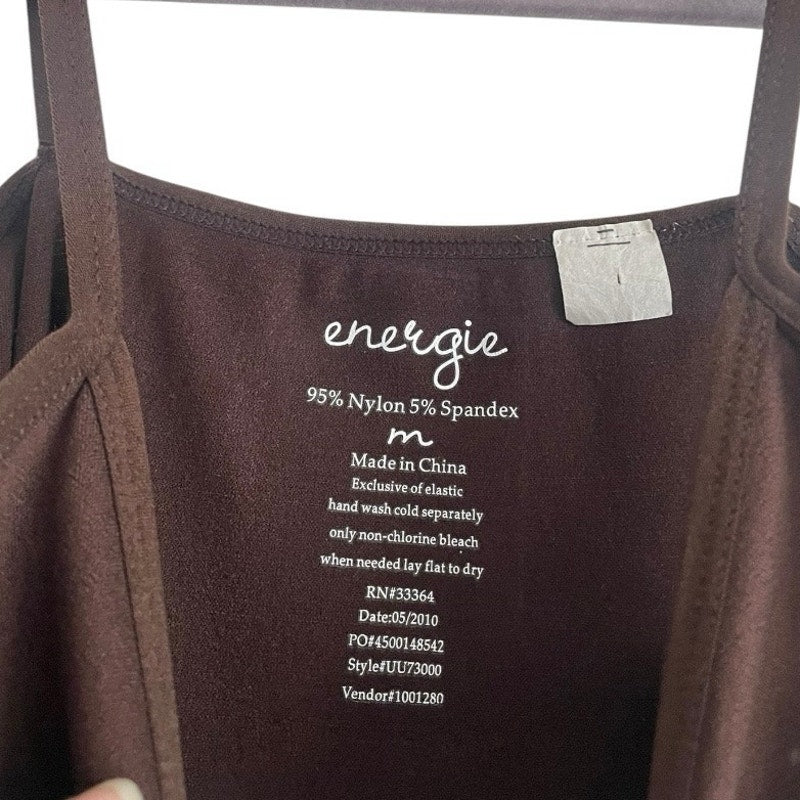 energie
95% Nylon 5% Spandex
m
Made in China
Exclusive of elastic
hand wash cold separately
only non-chlorine bleach
when needed lay flat to dry
RN#33364
Date:05/2010
PO#4500148542
Style#UU73000
Vendor#1001280